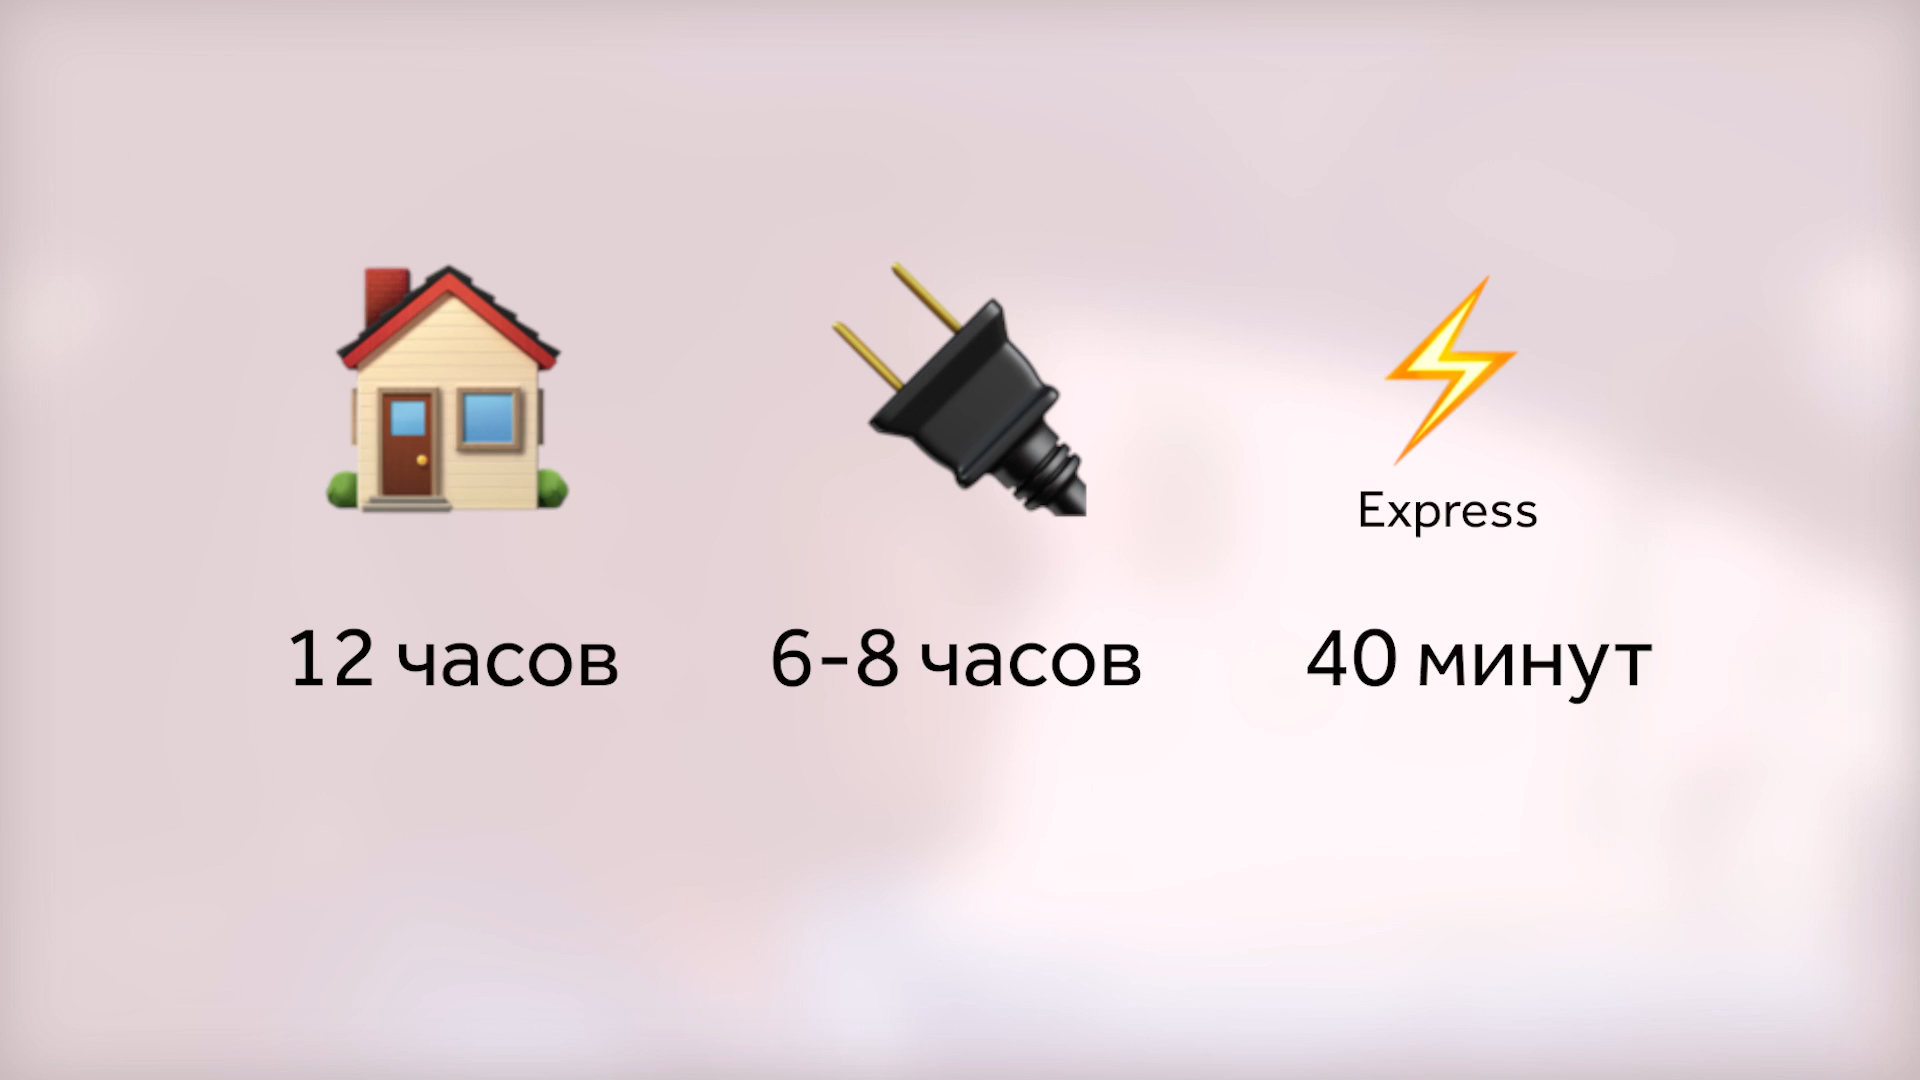 Express
12 часов
6-8 часов
40 минут